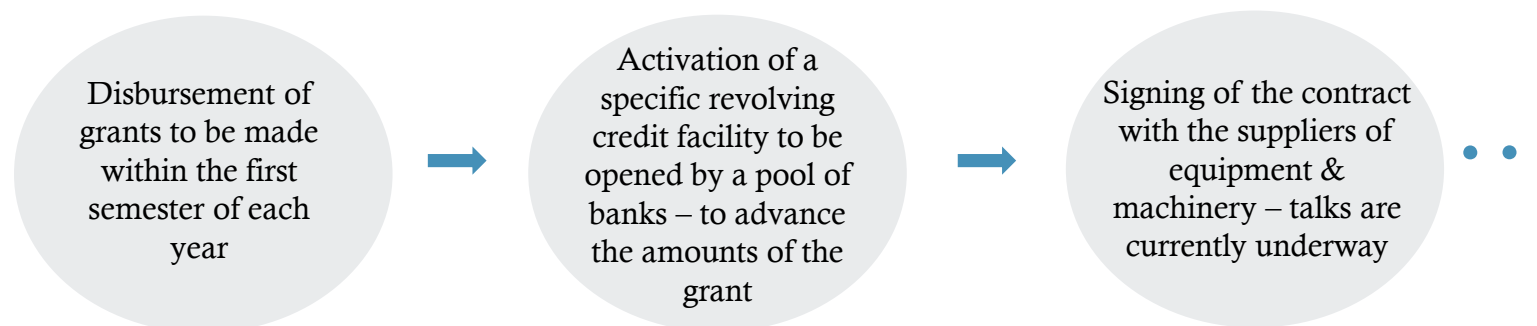 Disbursement of
grants to be made
within the first
semester of each
year
Activation of a
specific revolving
credit facility to be
opened by a pool of
banks – to advance
the amounts of the
grant
Signing of the contract
with the suppliers of
equipment &
machinery – talks are
currently underway